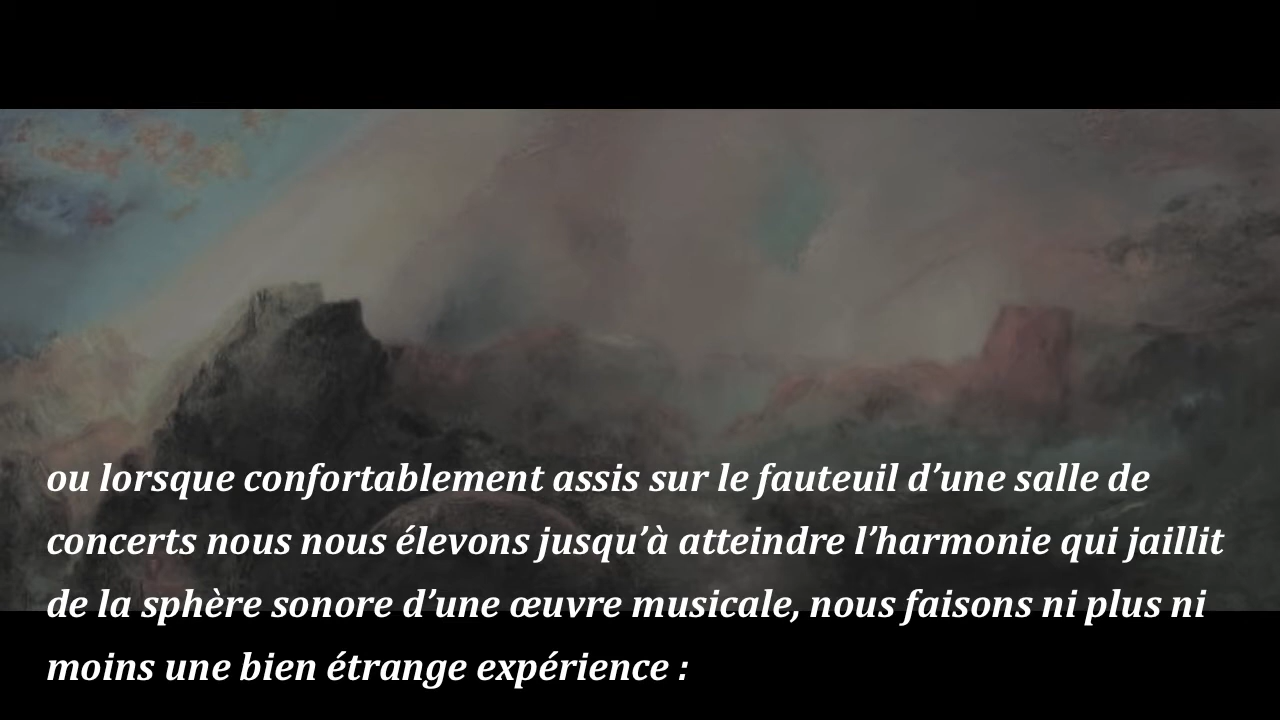 ou lorsque confortablement assis sur le fauteuil d’une salle de
concerts nous nous élevons jusqu’à atteindre l’harmonie qui jaillit
de la sphère sonore d’une œuvre musicale, nous faisons ni plus ni
moins une bien étrange expérience :